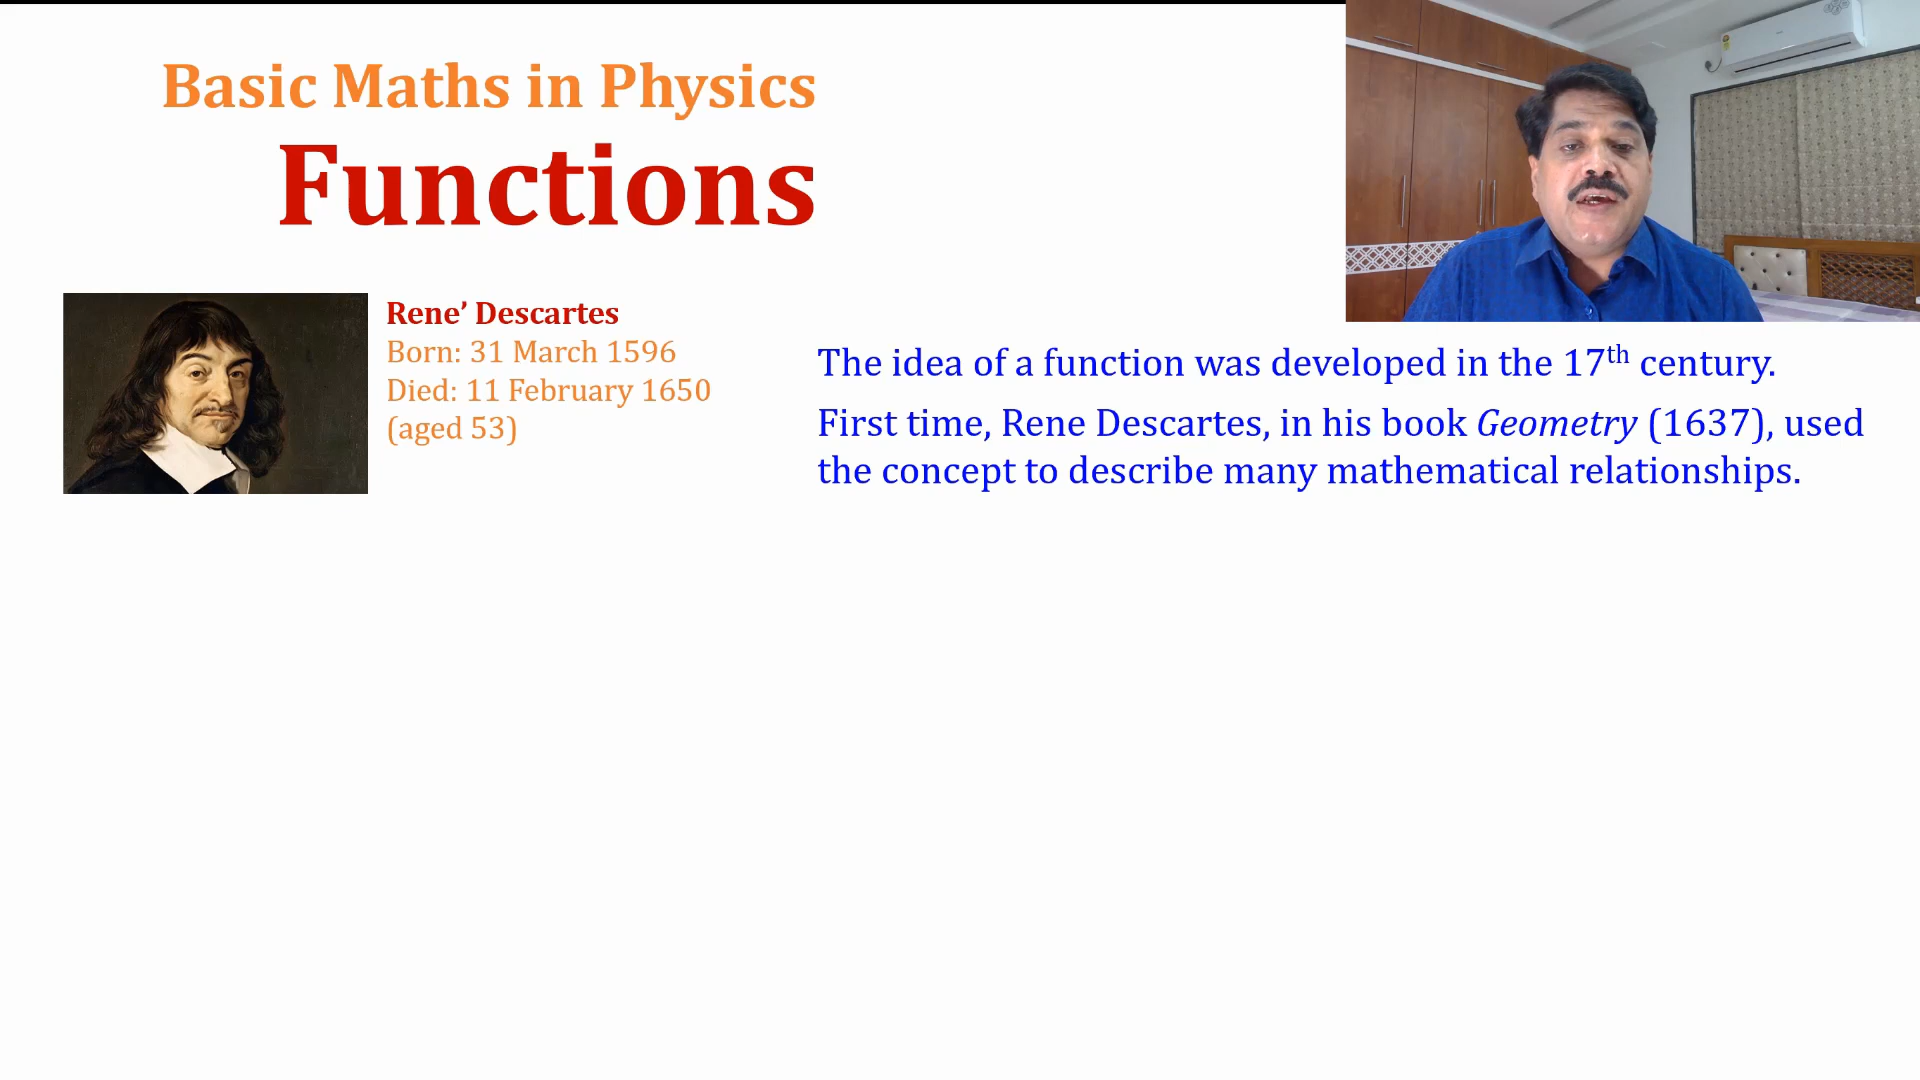 Basic Maths in Physics
Functions
Rene’ Descartes
Born: 31 March 1596
Died: 11 February 1650
(aged 53)
The idea of a function was developed in the 17th century.
First time, Rene Descartes, in his book Geometry (1637), used
the concept to describe many mathematical relationships.